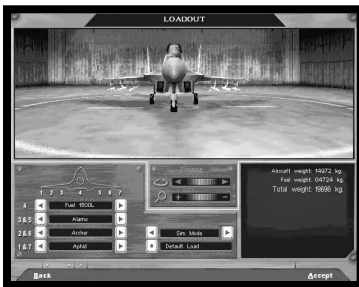 LOADOUT
Aircraft weight: 14972 kg.
Fuel weight: 04724 kg.
Total weight: 19696 kg.
1 2 3 4 5 6 7
4 Fuel 1500L
3&5 Alamo
2&6 Archer
1&7 Aphid
Sim Mode
Default Load
Back
Accept